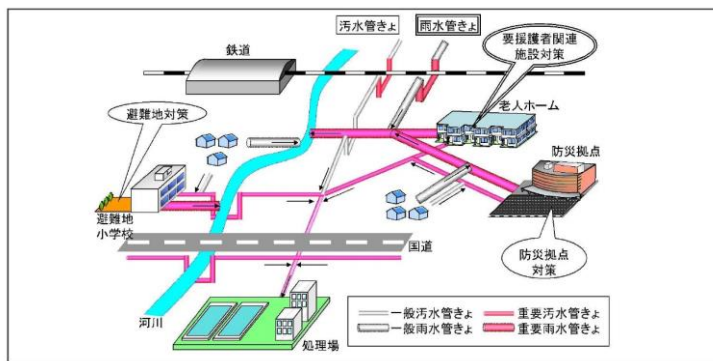 汚水管きょ
雨水管きょ
鉄道
要援護者関連
施設対策
避難地対策
老人ホーム
防災拠点
避難地
小学校
国道
防災拠点
対策
河川
処理場
一般汚水管きょ
重要汚水管きょ
一般雨水管きょ
重要雨水管きょ